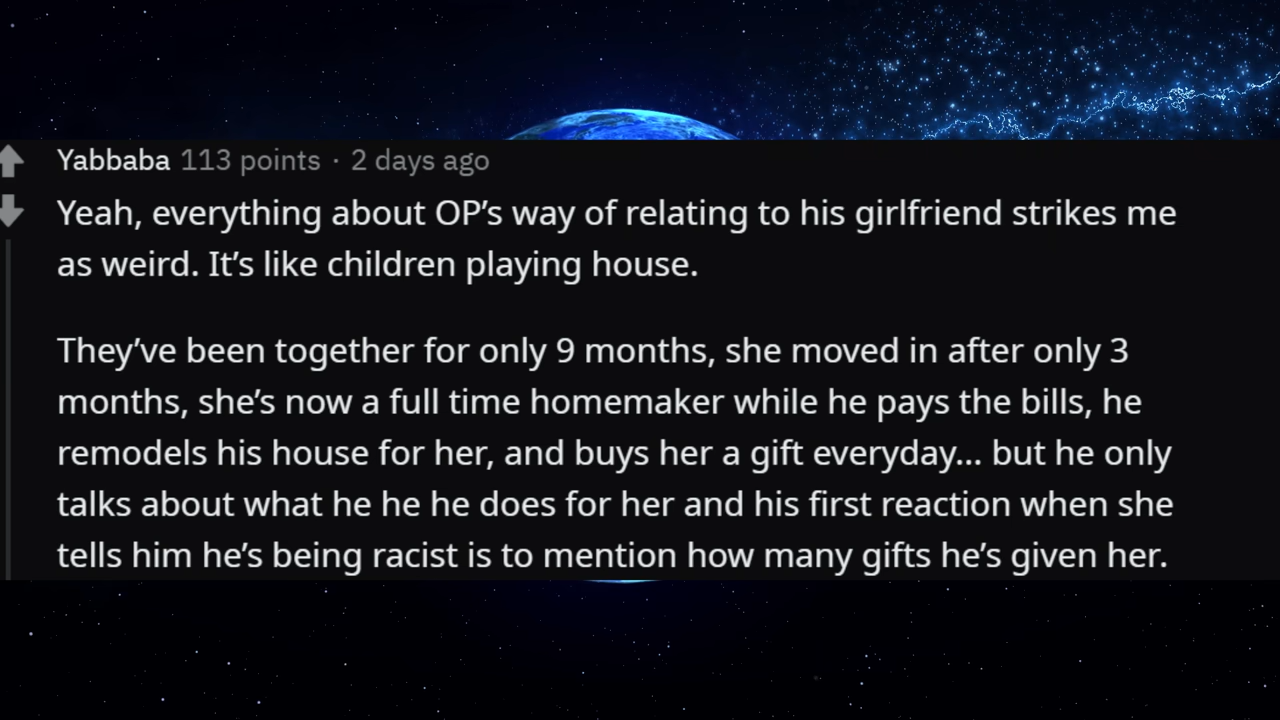 Yabbaba 113 points · 2 days ago
Yeah, everything about OP’s way of relating to his girlfriend strikes me
as weird. It’s like children playing house.
They’ve been together for only 9 months, she moved in after only 3
months, she’s now a full time homemaker while he pays the bills, he
remodels his house for her, and buys her a gift everyday... but he only
talks about what he he he does for her and his first reaction when she
tells him he’s being racist is to mention how many gifts he’s given her.